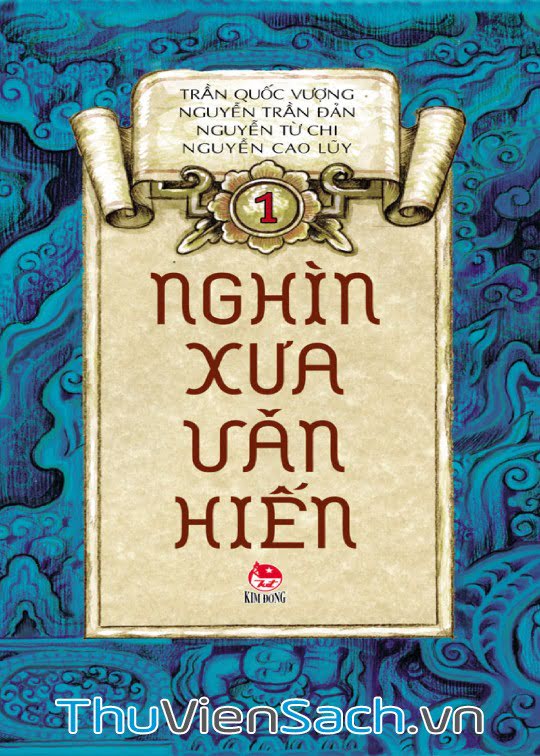 TRẦN QUỐC VƯỢNG
NGUYỄN TRẦN ĐẢN
NGUYỄN TỪ CHI
NGUYỄN CAO LŨY
1
NGHÌN
XƯA
VĂN
HIẾN
KIM ĐỒNG
ThuVienSach.vn